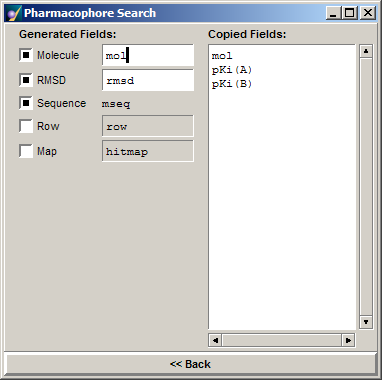 Pharmacophore Search
Generated Fields:
Molecule mol
RMSD rmsd
Sequence mseq
Row row
Map hitmap
Copied Fields:
mol
pKi(A)
pKi(B)
<< Back